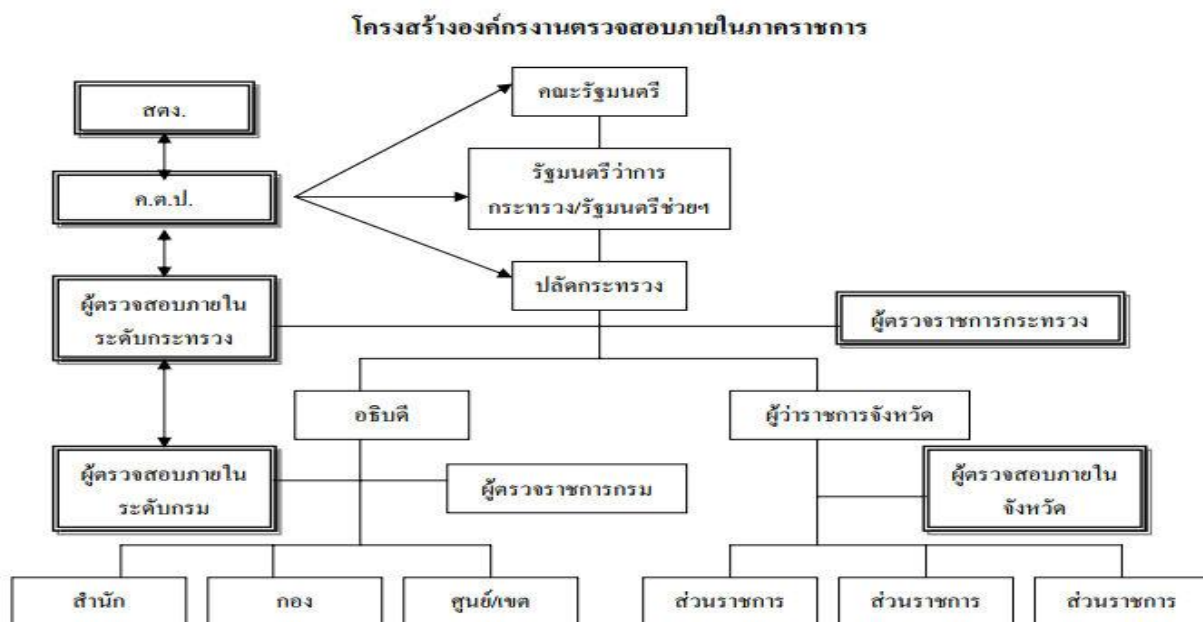 โครงสร้างองค์กรงานตรวจสอบภายในภาคราชการ
คณะรัฐมนตรี
สตง.
รัฐมนตรีว่าการ
กระทรวง/รัฐมนตรีช่วยฯ
ค.ต.ป.
ปลัดกระทรวง
ผู้ตรวจสอบภายใน
ระดับกระทรวง
ผู้ตรวจราชการกระทรวง
อธิบดี
ผู้ว่าราชการจังหวัด
ผู้ตรวจสอบภายใน
ระดับกรม
ผู้ตรวจราชการกรม
ผู้ตรวจสอบภายใน
จังหวัด
สำนัก
กอง
ศูนย์/เขต
ส่วนราชการ
ส่วนราชการ
ส่วนราชการ